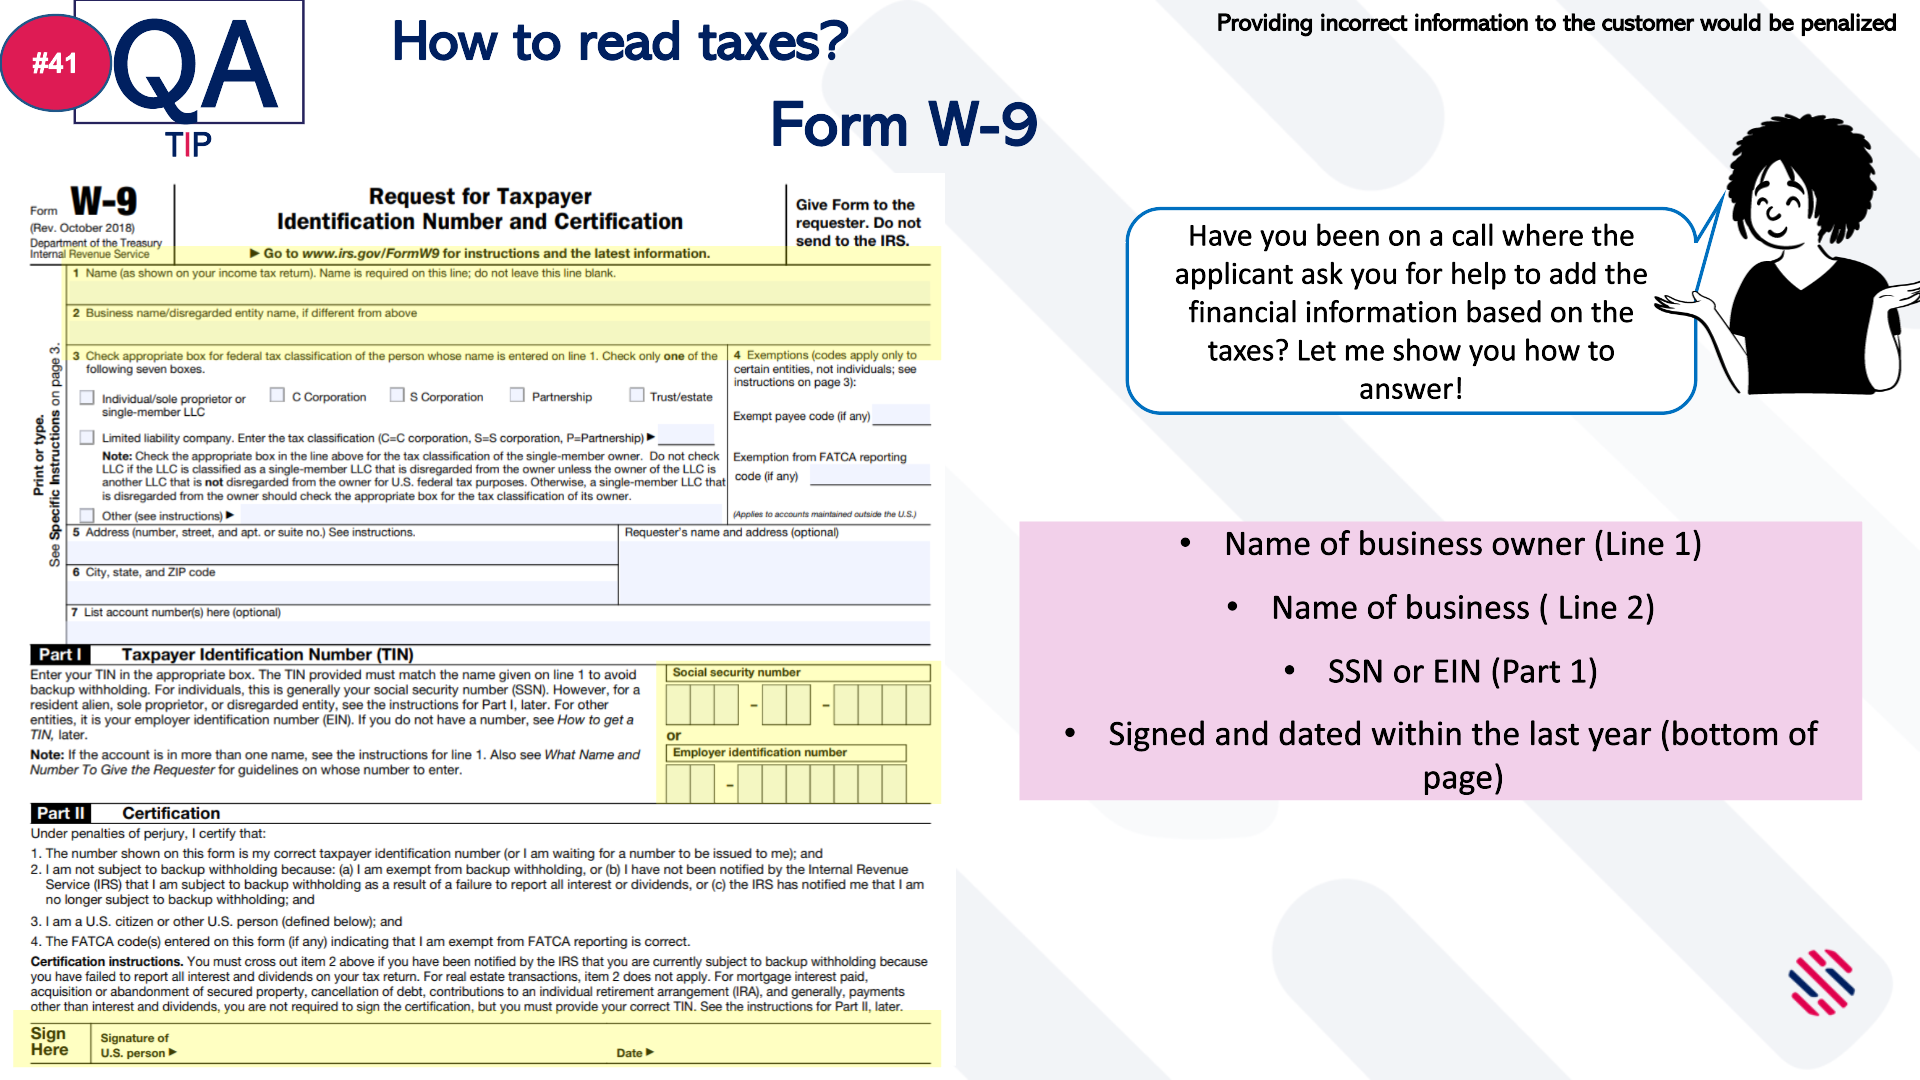 #41
QA
TIP
How to read taxes?
Form W-9
Providing incorrect information to the customer would be penalized
Form W-9
(Rev. October 2018)
Department of the Treasury
Internal Revenue Service
Request for Taxpayer
Identification Number and Certification
▶ Go to www.irs.gov/FormW9 for instructions and the latest information.
Give Form to the
requester. Do not
send to the IRS.
Print or type.
See Specific Instructions on page 3.
1 Name (as shown on your income tax return). Name is required on this line; do not leave this line blank.
2 Business name/disregarded entity name, if different from above
3 Check appropriate box for federal tax classification of the person whose name is entered on line 1. Check only one of the
following seven boxes.
Individual/sole proprietor or
single-member LLC
C Corporation
S Corporation
Partnership
Trust/estate
Limited liability company. Enter the tax classification (C=C corporation, S=S corporation, P=Partnership) ▶
Note: Check the appropriate box in the line above for the tax classification of the single-member owner. Do not check
LLC if the LLC is classified as a single-member LLC that is disregarded from the owner unless the owner of the LLC is
another LLC that is not disregarded from the owner for U.S. federal tax purposes. Otherwise, a single-member LLC that
is disregarded from the owner should check the appropriate box for the tax classification of its owner.
Other (see instructions) ▶
4 Exemptions (codes apply only to
certain entities, not individuals; see
instructions on page 3):
Exempt payee code (if any)
Exemption from FATCA reporting
code (if any)
(Applies to accounts maintained outside the U.S.)
5 Address (number, street, and apt. or suite no.) See instructions.
Requester's name and address (optional)
6 City, state, and ZIP code
7 List account number(s) here (optional)
Part I Taxpayer Identification Number (TIN)
Enter your TIN in the appropriate box. The TIN provided must match the name given on line 1 to avoid
backup withholding. For individuals, this is generally your social security number (SSN). However, for a
resident alien, sole proprietor, or disregarded entity, see the instructions for Part I, later. For other
entities, it is your employer identification number (EIN). If you do not have a number, see How to get a
TIN, later.
Note: If the account is in more than one name, see the instructions for line 1. Also see What Name and
Number To Give the Requester for guidelines on whose number to enter.
Social security number
– –
or
Employer identification number
–
Part II Certification
Under penalties of perjury, I certify that:
1. The number shown on this form is my correct taxpayer identification number (or I am waiting for a number to be issued to me); and
2. I am not subject to backup withholding because: (a) I am exempt from backup withholding, or (b) I have not been notified by the Internal Revenue
Service (IRS) that I am subject to backup withholding as a result of a failure to report all interest or dividends, or (c) the IRS has notified me that I am
no longer subject to backup withholding; and
3. I am a U.S. citizen or other U.S. person (defined below); and
4. The FATCA code(s) entered on this form (if any) indicating that I am exempt from FATCA reporting is correct.
Certification instructions. You must cross out item 2 above if you have been notified by the IRS that you are currently subject to backup withholding because
you have failed to report all interest and dividends on your tax return. For real estate transactions, item 2 does not apply. For mortgage interest paid,
acquisition or abandonment of secured property, cancellation of debt, contributions to an individual retirement arrangement (IRA), and generally, payments
other than interest and dividends, you are not required to sign the certification, but you must provide your correct TIN. See the instructions for Part II, later.
Sign
Here
Signature of
U.S. person ▶
Date ▶
Have you been on a call where the
applicant ask you for help to add the
financial information based on the
taxes? Let me show you how to
answer!
• Name of business owner (Line 1)
• Name of business ( Line 2)
• SSN or EIN (Part 1)
• Signed and dated within the last year (bottom of
page)